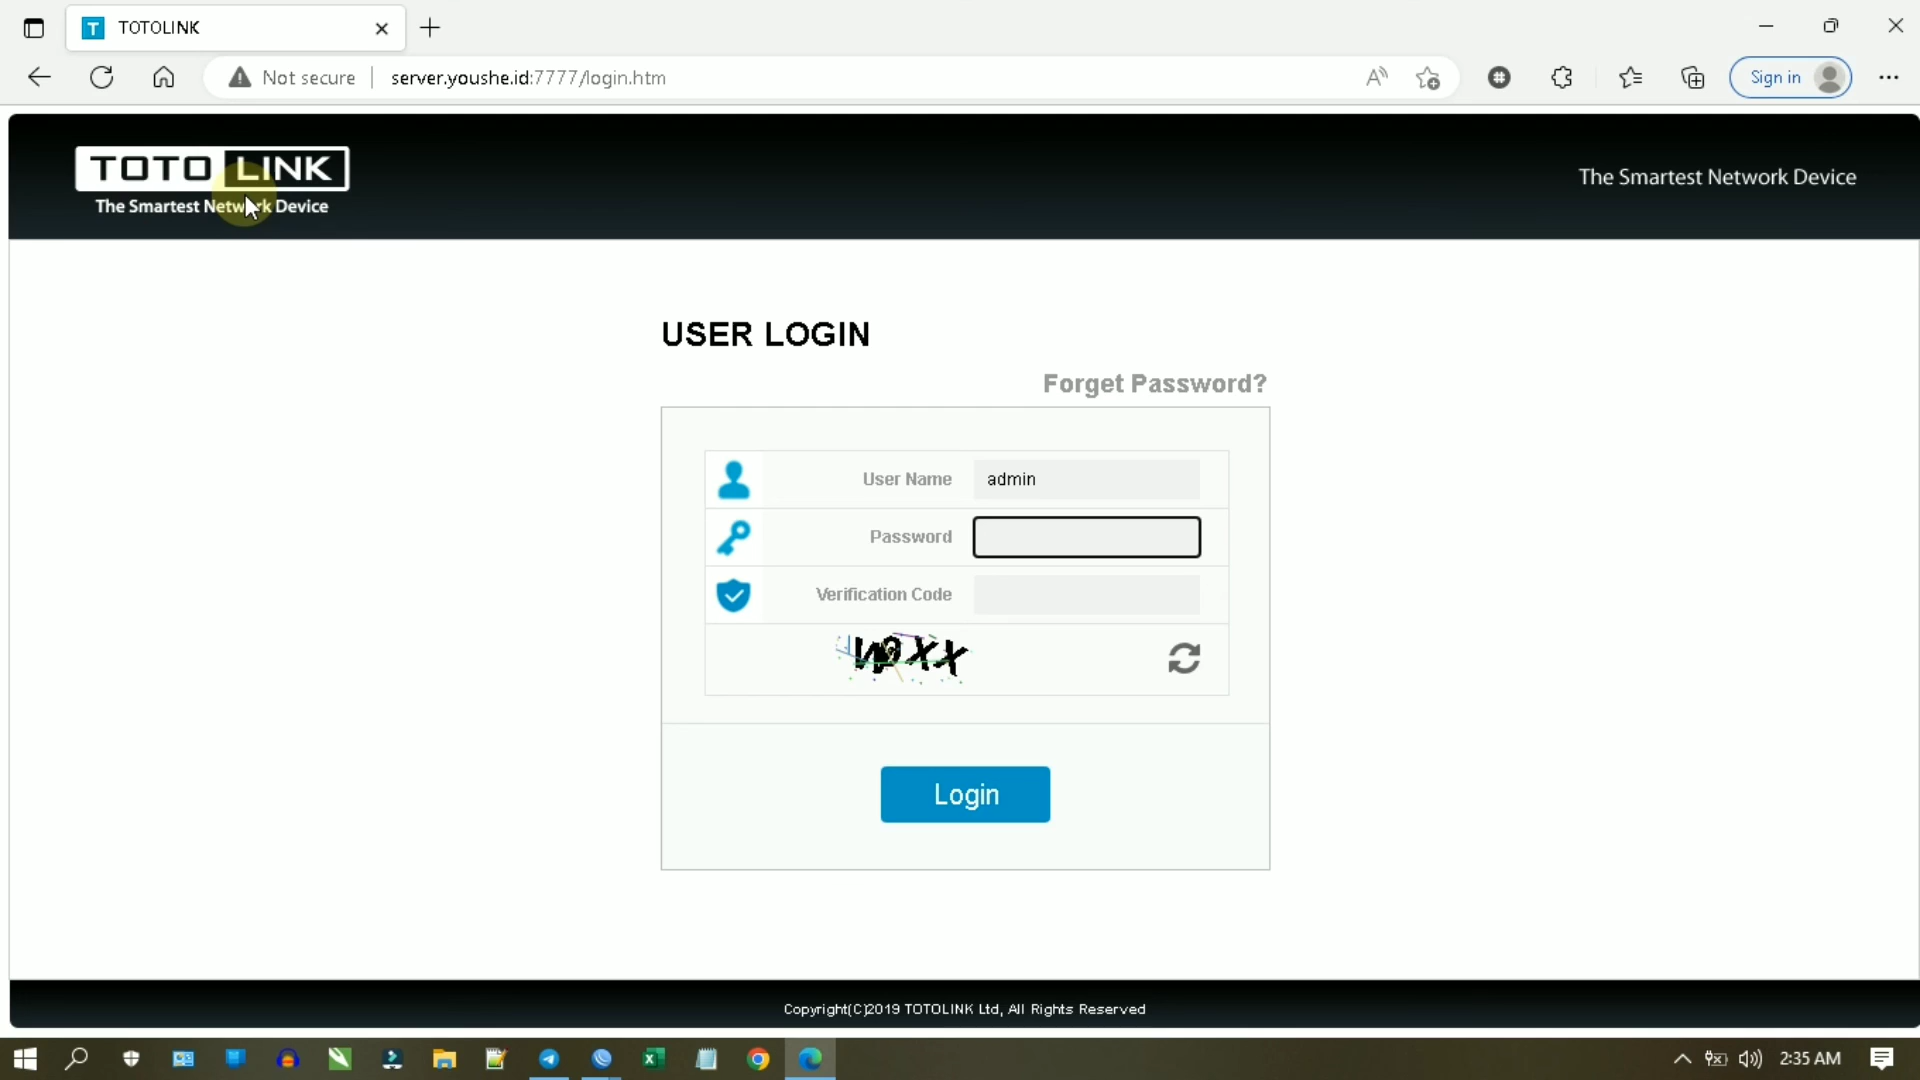 TOTOLINK
Not secure
server.youshe.id:7777/login.htm
Sign in
TOTO LINK
The Smartest Network Device
The Smartest Network Device
USER LOGIN
Forget Password?
User Name
admin
Password
Verification Code
Login
Copyright(C)2019 TOTOLINK Ltd, All Rights Reserved
2:35 AM